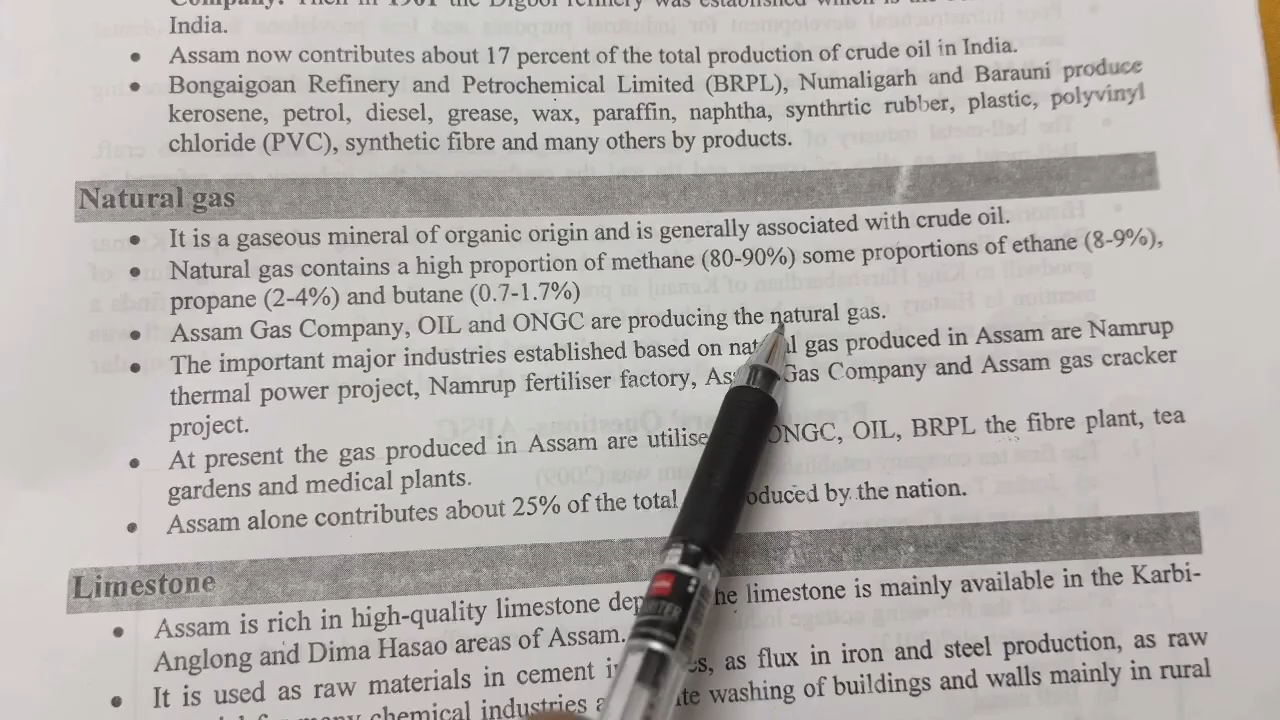 India.
• Assam now contributes about 17 percent of the total production of crude oil in India.
• Bongaigoan Refinery and Petrochemical Limited (BRPL), Numaligarh and Barauni produce
kerosene, petrol, diesel, grease, wax, paraffin, naphtha, synthrtic rubber, plastic, polyvinyl
chloride (PVC), synthetic fibre and many others by products.
Natural gas
• It is a gaseous mineral of organic origin and is generally associated with crude oil.
• Natural gas contains a high proportion of methane (80-90%) some proportions of ethane (8-9%),
propane (2-4%) and butane (0.7-1.7%)
• Assam Gas Company, OIL and ONGC are producing the natural gas.
• The important major industries established based on nat l gas produced in Assam are Namrup
thermal power project, Namrup fertiliser factory, As Gas Company and Assam gas cracker
project.
• At present the gas produced in Assam are utilise ONGC, OIL, BRPL the fibre plant, tea
gardens and medical plants.
• Assam alone contributes about 25% of the total oduced by the nation.
Limestone
• Assam is rich in high-quality limestone dep he limestone is mainly available in the Karbi-
Anglong and Dima Hasao areas of Assam.
• It is used as raw materials in cement i es, as flux in iron and steel production, as raw
many chemical industries a te washing of buildings and walls mainly in rural